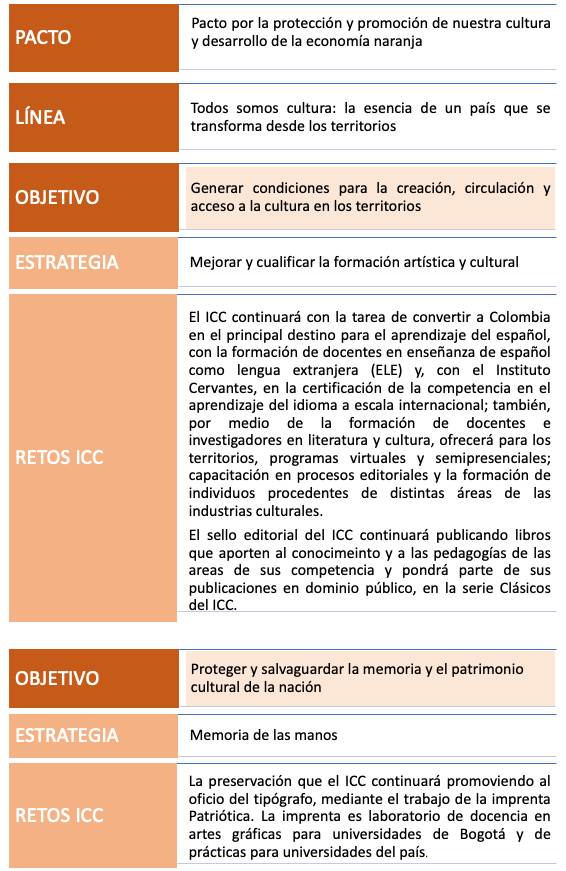 PACTO
Pacto por la protección y promoción de nuestra cultura
y desarrollo de la economía naranja
LÍNEA
Todos somos cultura: la esencia de un país que se
transforma desde los territorios
OBJETIVO
Generar condiciones para la creación, circulación y
acceso a la cultura en los territorios
ESTRATEGIA
Mejorar y cualificar la formación artística y cultural
RETOS ICC
El ICC continuará con la tarea de convertir a Colombia
en el principal destino para el aprendizaje del español,
con la formación de docentes en enseñanza de español
como lengua extranjera (ELE) y, con el Instituto
Cervantes, en la certificación de la competencia en el
aprendizaje del idioma a escala internacional; también,
por medio de la formación de docentes e
investigadores en literatura y cultura, ofrecerá para los
territorios, programas virtuales y semipresenciales;
capacitación en procesos editoriales y la formación de
individuos procedentes de distintas áreas de las
industrias culturales.
El sello editorial del ICC continuará publicando libros
que aporten al conocimeinto y a las pedagogías de las
areas de sus competencia y pondrá parte de sus
publicaciones en dominio público, en la serie Clásicos
del ICC.
OBJETIVO
Proteger y salvaguardar la memoria y el patrimonio
cultural de la nación
ESTRATEGIA
Memoria de las manos
RETOS ICC
La preservación que el ICC continuará promoviendo al
oficio del tipógrafo, mediante el trabajo de la imprenta
Patriótica. La imprenta es laboratorio de docencia en
artes gráficas para universidades de Bogotá y de
prácticas para universidades del país.